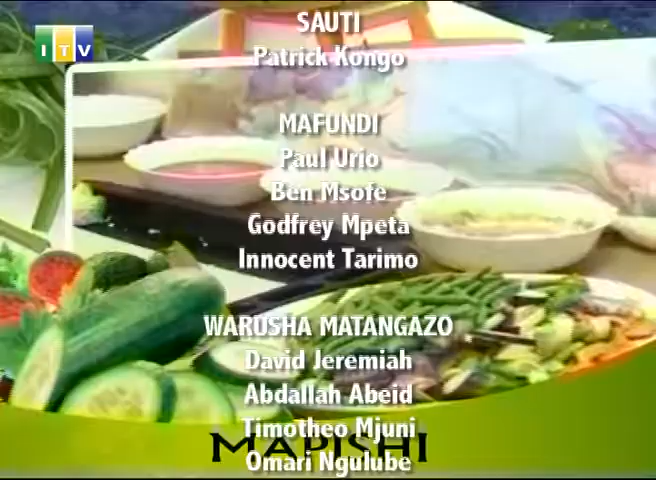 ITV
SAUTI
Patrick Kongo
MAFUNDI
Paul Urio
Ben Msofe
Godfrey Mpeta
Innocent Tarimo
WARUSHA MATANGAZO
David Jeremiah
Abdallah Abeid
Timotheo Mjuni
MAPISHI
Omari Ngulube